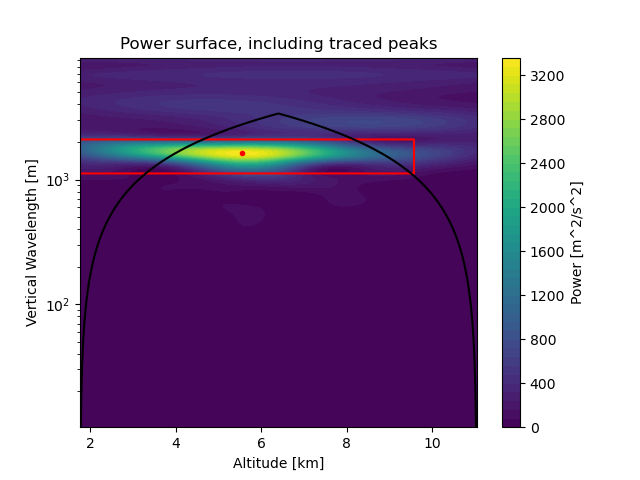 Power surface, including traced peaks
Vertical Wavelength [m]
10^3
10^2
2 4 6 8 10
Altitude [km]
3200
2800
2400
2000
1600
1200
800
400
0
Power [m^2/s^2]